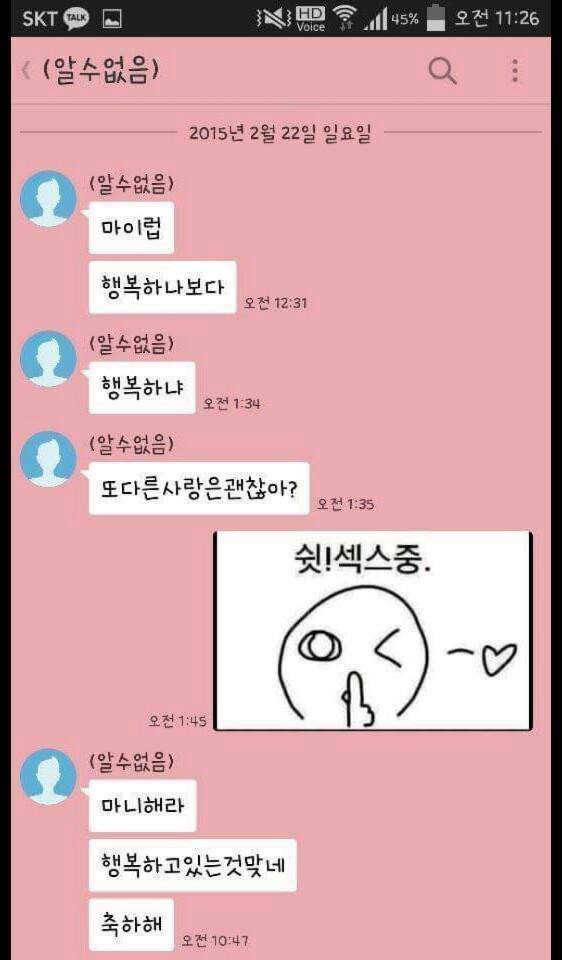 SKT TALK HD Voice 45% 오전 11:26
(알수없음)
2015년 2월 22일 일요일
(알수없음)
마이럽
행복하나보다
오전 12:31
(알수없음)
행복하냐
오전 1:34
(알수없음)
또다른사랑은괜찮아?
오전 1:35
쉿!섹스중.
오전 1:45
(알수없음)
마니해라
행복하고있는것맞네
축하해
오전 10:47